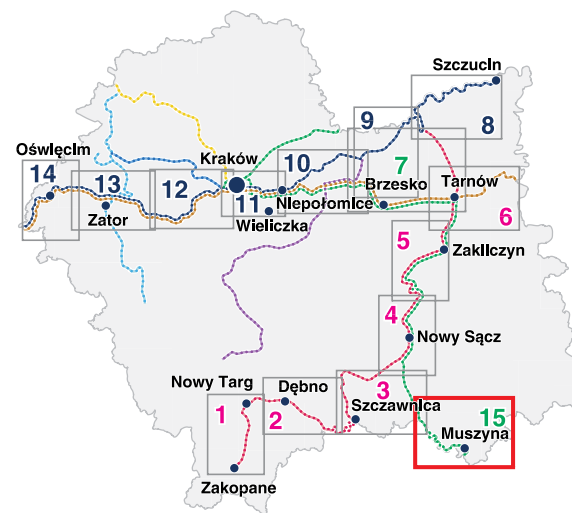 SzczucIn
9
8
OśwlęcIm
14
Kraków
10
7
13
12
Brzesko
Tarnów
11
NIepołomIce
Zator
WIelIczka
6
5
ZaklIczyn
4
Nowy Sącz
Nowy Targ
Dębno
3
1
2
SzczawnIca
15
Muszyna
Zakopane